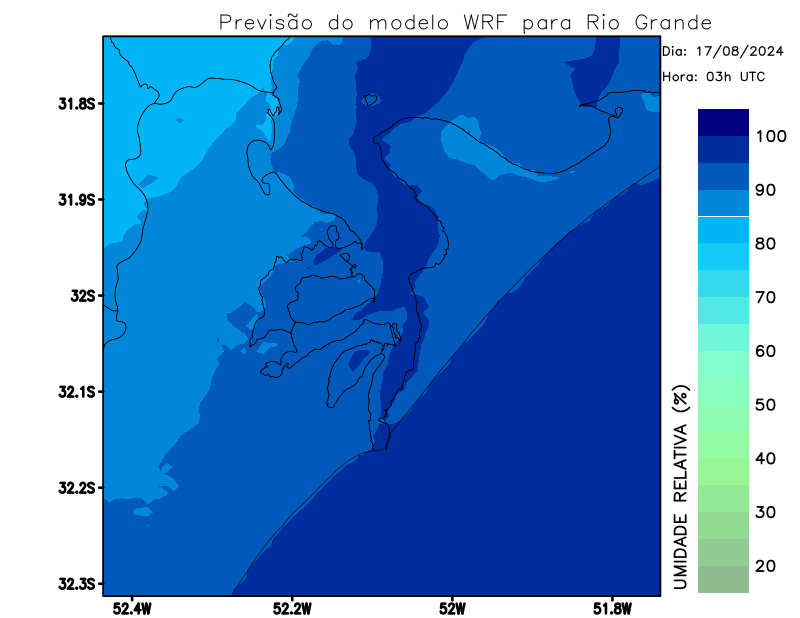 Previsão do modelo WRF para Rio Grande
Dia: 17/08/2024
Hora: 03h UTC
31.8S
31.9S
32S
32.1S
32.2S
32.3S
52.4W
52.2W
52W
51.8W
100
90
80
70
60
50
40
30
20
UMIDADE RELATIVA (%)